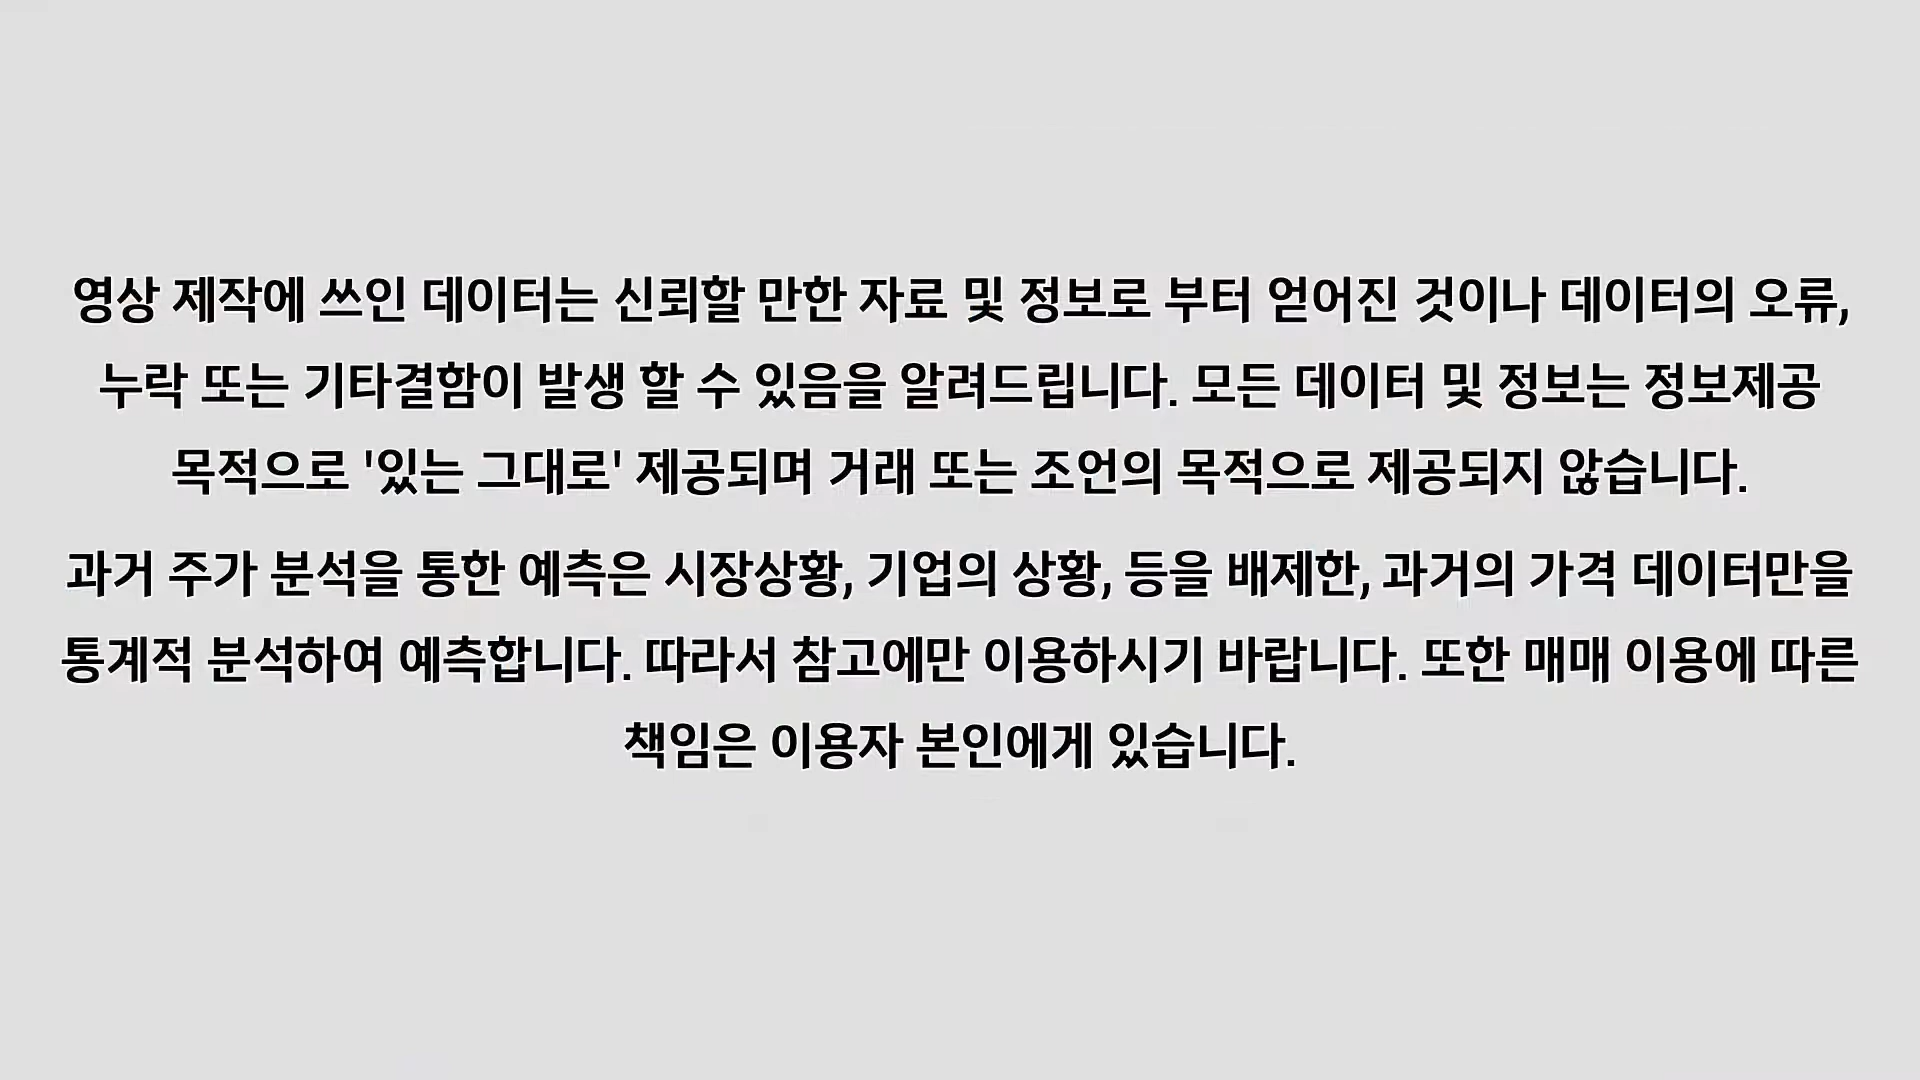 영상 제작에 쓰인 데이터는 신뢰할 만한 자료 및 정보로 부터 얻어진 것이나 데이터의 오류,
누락 또는 기타결함이 발생 할 수 있음을 알려드립니다. 모든 데이터 및 정보는 정보제공
목적으로 '있는 그대로' 제공되며 거래 또는 조언의 목적으로 제공되지 않습니다.
과거 주가 분석을 통한 예측은 시장상황, 기업의 상황, 등을 배제한, 과거의 가격 데이터만을
통계적 분석하여 예측합니다. 따라서 참고에만 이용하시기 바랍니다. 또한 매매 이용에 따른
책임은 이용자 본인에게 있습니다.